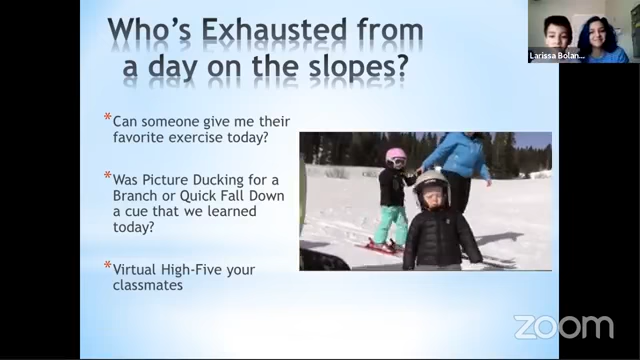 Who's Exhausted from
a day on the slopes?
Larissa Bolan...
* Can someone give me their
favorite exercise today?
* Was Picture Ducking for a
Branch or Quick Fall Down
a cue that we learned
today?
* Virtual High-Five your
classmates
zoom